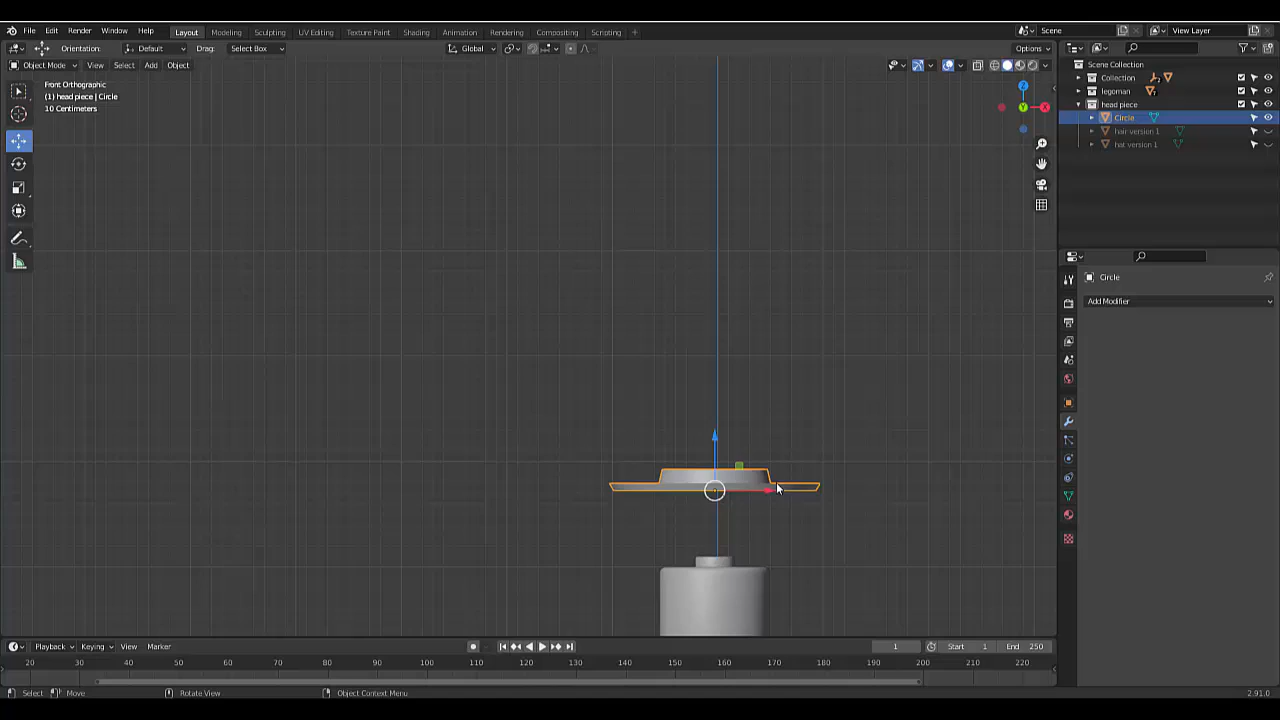 File Edit Render Window Help Layout Modeling Sculpting UV Editing Texture Paint Shading Animation Rendering Compositing Scripting + Scene View Layer
Orientation: Default Drag: Select Box Global Options
Object Mode View Select Add Object
Front Orthographic
(1) head piece | Circle
10 Centimeters
Z
Y
X
Scene Collection
Collection
legoman
head piece
Circle
hair version 1
hat version 1
Circle
Add Modifier
Playback Keying View Marker 1 Start 1 End 250
20 30 40 50 60 70 80 90 100 110 120 130 140 150 160 170 180 190 200 210 220
Select Move Rotate View Object Context Menu 2.91.0